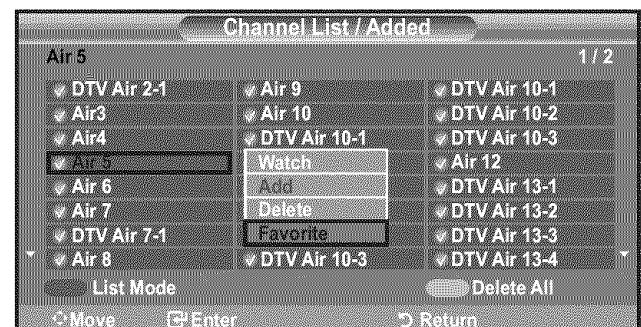 Channel List / Added
Air 5 1 / 2
DTV Air 2-1 Air 9 DTV Air 10-1
Air3 Air 10 DTV Air 10-2
Air4 DTV Air 10-1 DTV Air 10-3
Air 5 Watch Air 12
Air 6 Add DTV Air 13-1
Air 7 Delete DTV Air 13-2
DTV Air 7-1 Favorite DTV Air 13-3
Air 8 DTV Air 10-3 DTV Air 13-4
List Mode Delete All
Move Enter Return